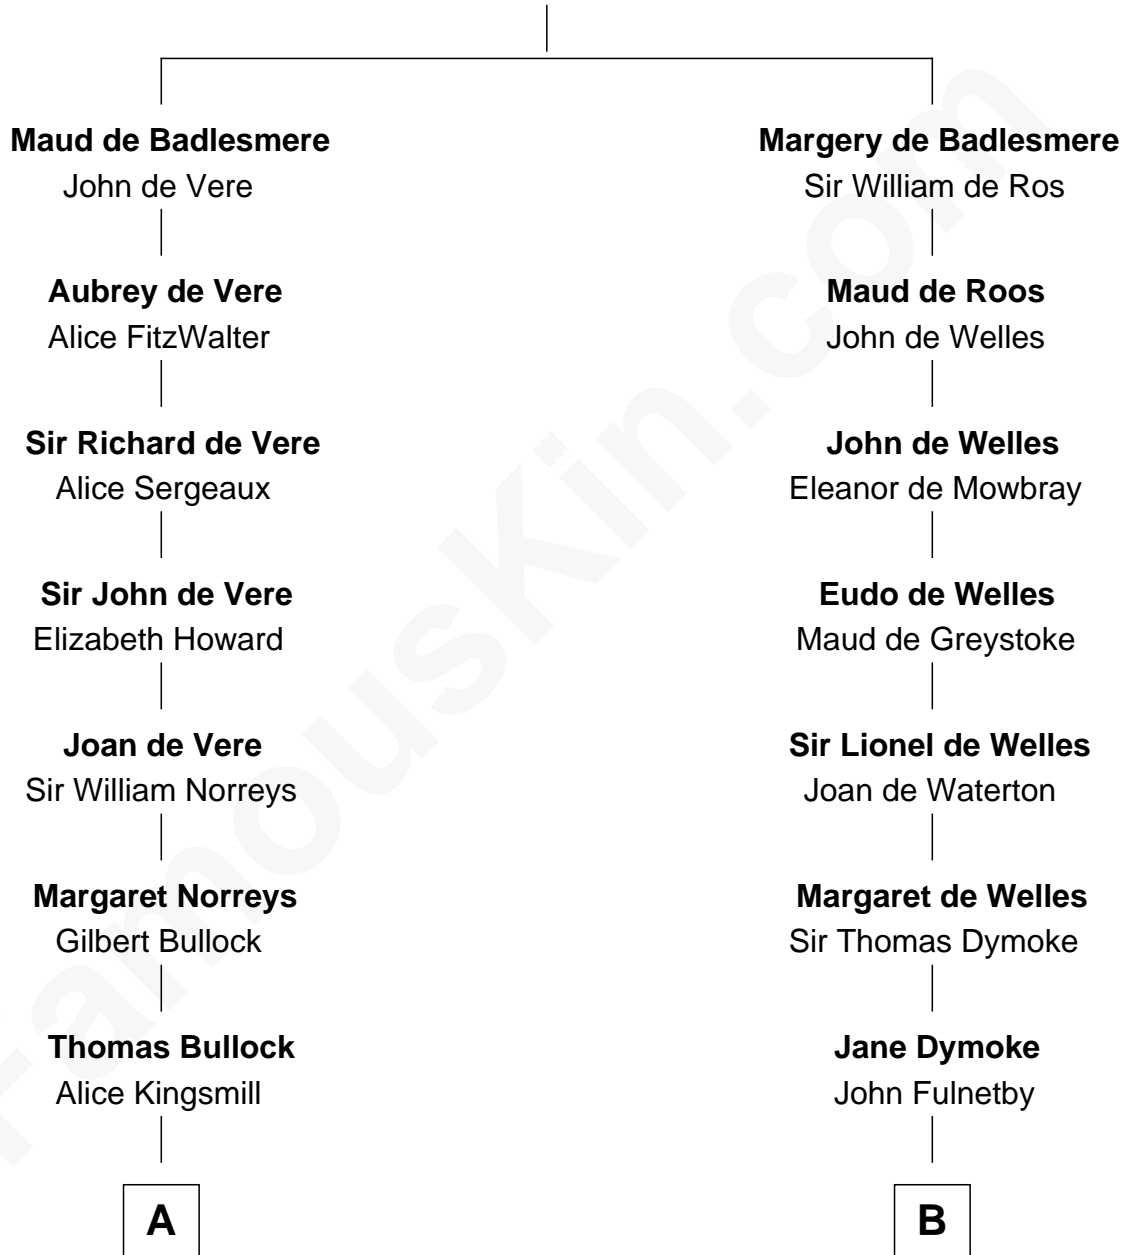 Maud de Badlesmere
John de Vere
Margery de Badlesmere
Sir William de Ros
Aubrey de Vere
Alice FitzWalter
Maud de Roos
John de Welles
Sir Richard de Vere
Alice Sergeaux
John de Welles
Eleanor de Mowbray
Sir John de Vere
Elizabeth Howard
Eudo de Welles
Maud de Greystoke
Joan de Vere
Sir William Norreys
Sir Lionel de Welles
Joan de Waterton
Margaret Norreys
Gilbert Bullock
Margaret de Welles
Sir Thomas Dymoke
Thomas Bullock
Alice Kingsmill
Jane Dymoke
John Fulnetby
A
B
FamousKin.com